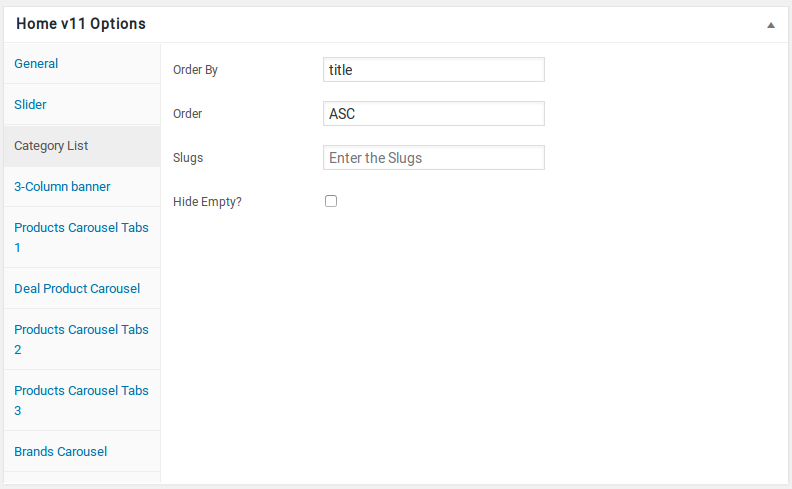 Home v11 Options
General
Slider
Category List
3-Column banner
Products Carousel Tabs
1
Deal Product Carousel
Products Carousel Tabs
2
Products Carousel Tabs
3
Brands Carousel
Order By
title
Order
ASC
Slugs
Enter the Slugs
Hide Empty?